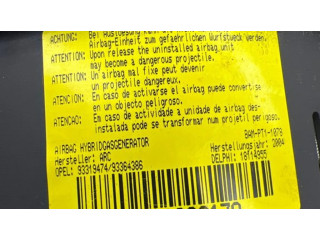 ACHTUNG: Bei Ausloesung kann
Airbag-Einheit zum gefaehrlichen Wurfstueck werden.
ATTENTION: Upon release the uninstalled airbag unit
may become a dangerous projectile.
ATTENTION: Un airbag mal fixe peut devenir
un dangereux projectile.
ATENCION: En caso de activarse el airbag puede convertirse
en un objeto peligroso.
ATENCAO: Em caso de actividade a unidade de airbag des
instalada pode se transformar num projetil perigoso.
AIRBAG HYBRIDGASGENERATOR BAM-PT1-1078
Hersteller: ARC Herstellungsjahr: 2004
OPEL: 93319474/93364386 DELPHI: 18114955